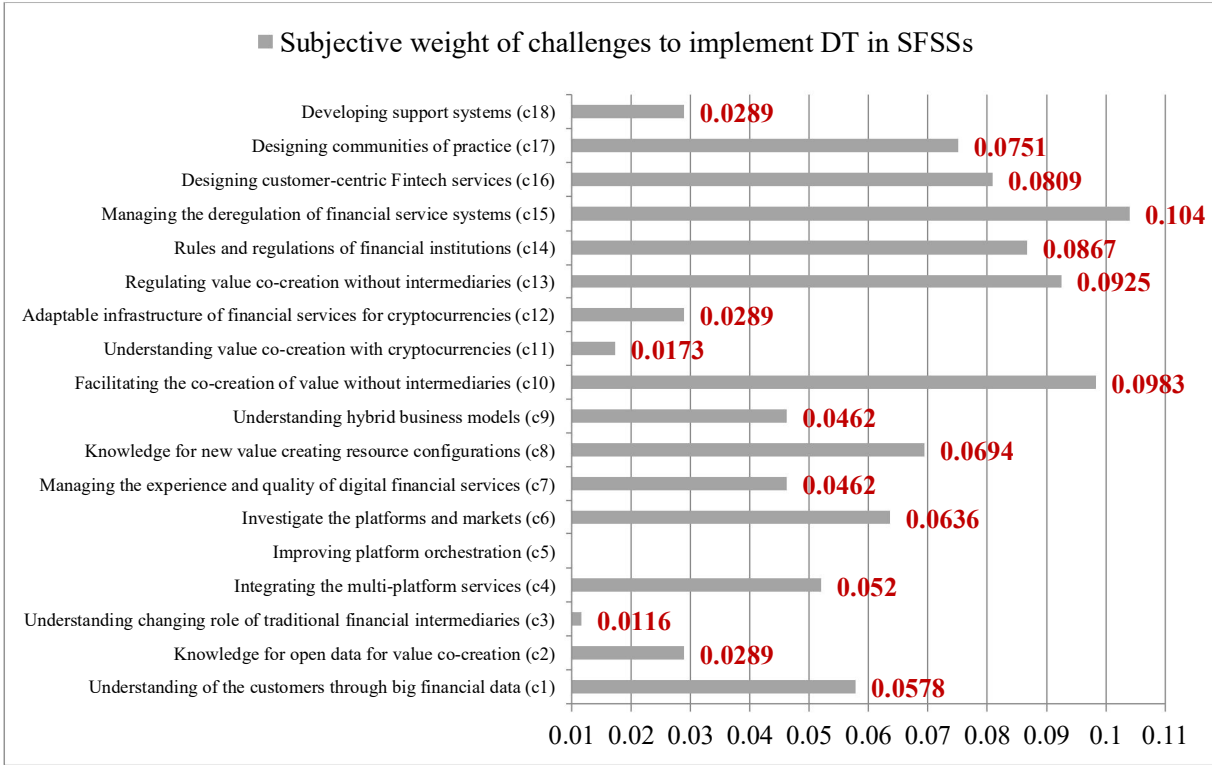 Subjective weight of challenges to implement DT in SFSSs
Developing support systems (c18) 0.0289
Designing communities of practice (c17) 0.0751
Designing customer-centric Fintech services (c16) 0.0809
Managing the deregulation of financial service systems (c15) 0.104
Rules and regulations of financial institutions (c14) 0.0867
Regulating value co-creation without intermediaries (c13) 0.0925
Adaptable infrastructure of financial services for cryptocurrencies (c12) 0.0289
Understanding value co-creation with cryptocurrencies (c11) 0.0173
Facilitating the co-creation of value without intermediaries (c10) 0.0983
Understanding hybrid business models (c9) 0.0462
Knowledge for new value creating resource configurations (c8) 0.0694
Managing the experience and quality of digital financial services (c7) 0.0462
Investigate the platforms and markets (c6) 0.0636
Improving platform orchestration (c5)
Integrating the multi-platform services (c4) 0.052
Understanding changing role of traditional financial intermediaries (c3) 0.0116
Knowledge for open data for value co-creation (c2) 0.0289
Understanding of the customers through big financial data (c1) 0.0578
0.01 0.02 0.03 0.04 0.05 0.06 0.07 0.08 0.09 0.1 0.11